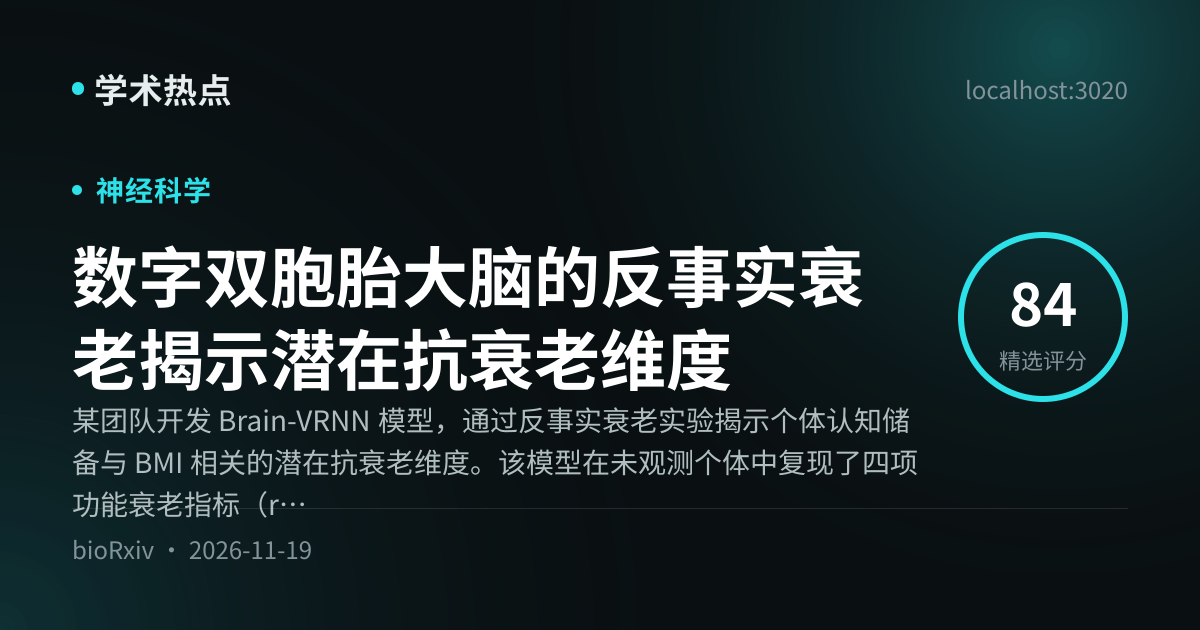 学术热点
localhost:3020
神经科学
数字双胞胎大脑的反事实衰
老揭示潜在抗衰老维度
84
精选评分
某团队开发 Brain-VRNN 模型，通过反事实衰老实验揭示个体认知储
备与 BMI 相关的潜在抗衰老维度。该模型在未观测个体中复现了四项
功能衰老指标（r…
bioRxiv • 2026-11-19